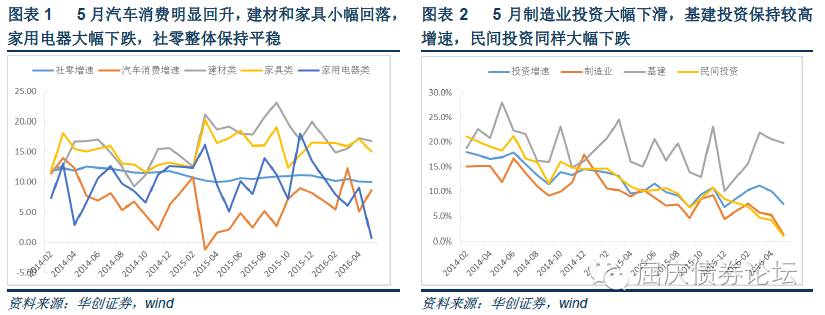 图表 1 5 月汽车消费明显回升，建材和家具小幅回落，
家用电器大幅下跌，社零整体保持平稳
社零增速 汽车消费增速 建材类 家具类 家用电器类
25.00
20.00
15.00
10.00
5.00
0.00
-5.00
2014-02 2014-04 2014-06 2014-08 2014-10 2014-12 2015-02 2015-04 2015-06 2015-08 2015-10 2015-12 2016-02 2016-04
资料来源：华创证券，wind
图表 2 5 月制造业投资大幅下滑，基建投资保持较高
增速，民间投资同样大幅下跌
投资增速 制造业 基建 民间投资
30.0%
25.0%
20.0%
15.0%
10.0%
5.0%
0.0%
2014-02 2014-04 2014-06 2014-08 2014-10 2014-12 2015-02 2015-04 2015-06 2015-08 2015-10 2015-12 2016-02 2016-04
屈庆债券论坛
资料来源：华创证券，wind